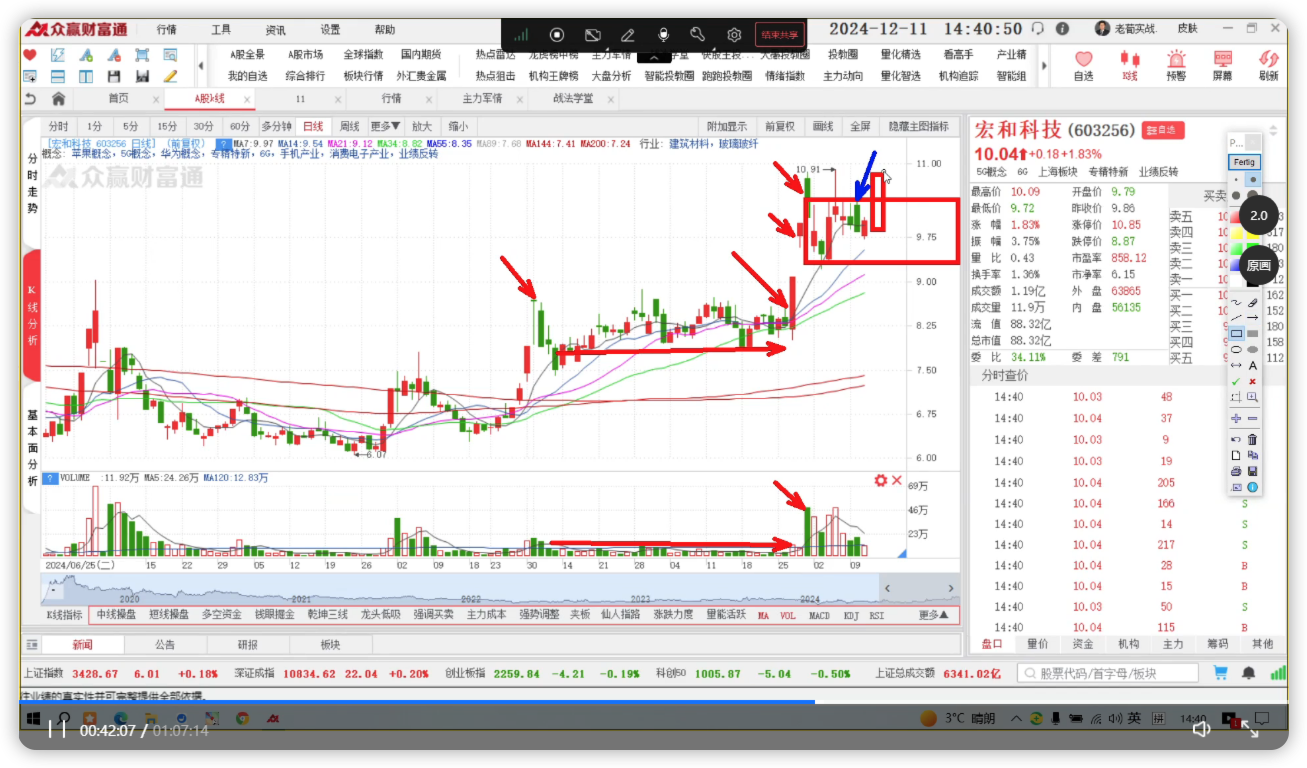 众赢财富通 行情 工具 资讯 设置 帮助 结束共享 2024-12-11 14:40:50 老荀实战. 皮肤
A股全景 A股市场 全球指数 国内期货 热点雷达 投教圈 量化精选 看高手 产业精
我的自选 综合排行 板块行情 外汇贵金属 热点狙击 机构王牌榜 大盘分析 智能投教圈 跑跑投教圈 情绪指数 主力动向 量化智选 机构追踪 智能组 自选 K线 预警 屏幕 刷新
首页 × A股K线 × 11 × 行情 × 主力军情 × 战法学堂 ×
分时 1分 5分 15分 30分 60分 多分钟 日线 周线 更多▼ 放大 缩小 附加显示 前复权 画线 全屏 隐藏主图指标
[宏和科技 603256 日线] (前复权) ? MA7:9.97 MA14:9.54 MA21:9.12 MA34:8.82 MA55:8.35 MA89:7.68 MA144:7.41 MA200:7.24 行业: 建筑材料, 玻璃玻纤
概念: 苹果概念, 5G概念, 华为概念, 专精特新, 6G, 手机产业, 消费电子产业, 业绩反转
众赢财富通
分时走势
K线分析
基本面分析
10.91
6.07
11.00
9.75
9.00
8.25
7.50
6.75
6.00
? VOLUME :11.92万 MA5:24.26万 MA120:12.83万
69万
46万
23万
2024/06/25(二) 15 22 29 05 12 19 26 02 09 18 23 30 14 21 28 04 11 18 25 02 09
2020 2021 2022 2023 2024
K线指标 中线操盘 短线操盘 多空资金 钱眼掘金 乾坤三线 龙头低吸 强调买卖 主力成本 强势调整 夹板 仙人指路 涨跌力度 量能活跃 MA VOL MACD KDJ RSI 更多▲
新闻 公告 研报 板块
宏和科技 (603256) 自选
10.04 +0.18 +1.83%
5G概念 6G 上海板块 专精特新 业绩反转
最高价 10.09 开盘价 9.79
最低价 9.72 昨收价 9.86
涨 幅 1.83% 涨停价 10.85
振 幅 3.75% 跌停价 8.87
量 比 0.43 市盈率 858.12
换手率 1.36% 市净率 6.15
成交额 1.19亿 外 盘 63865
成交量 11.9万 内 盘 56135
流 值 88.32亿
总市值 88.32亿
委 比 34.11% 委 差 791
买卖
卖五
卖四
卖三
卖二
卖一
买一 162
买二 152
买三 180
买四 158
买五 112
P...
Fertig
2.0
原画
分时查价
14:40 10.03 48
14:40 10.04 37
14:40 10.03 9
14:40 10.03 19
14:40 10.04 205
14:40 10.04 166 S
14:40 10.04 14 S
14:40 10.04 217 S
14:40 10.04 28 B
14:40 10.04 15 B
14:40 10.03 50 S
14:40 10.04 115 B
盘口 量价 资金 机构 主力 筹码 其他
上证指数 3428.67 6.01 +0.18% 深证成指 10834.62 22.04 +0.20% 创业板指 2259.84 -4.21 -0.19% 科创50 1005.87 -5.04 -0.50% 上证总成交额 6341.02亿 股票代码/首字母/板块
3°C 晴朗 英 拼 14:40
00:42:07 / 01:07:14